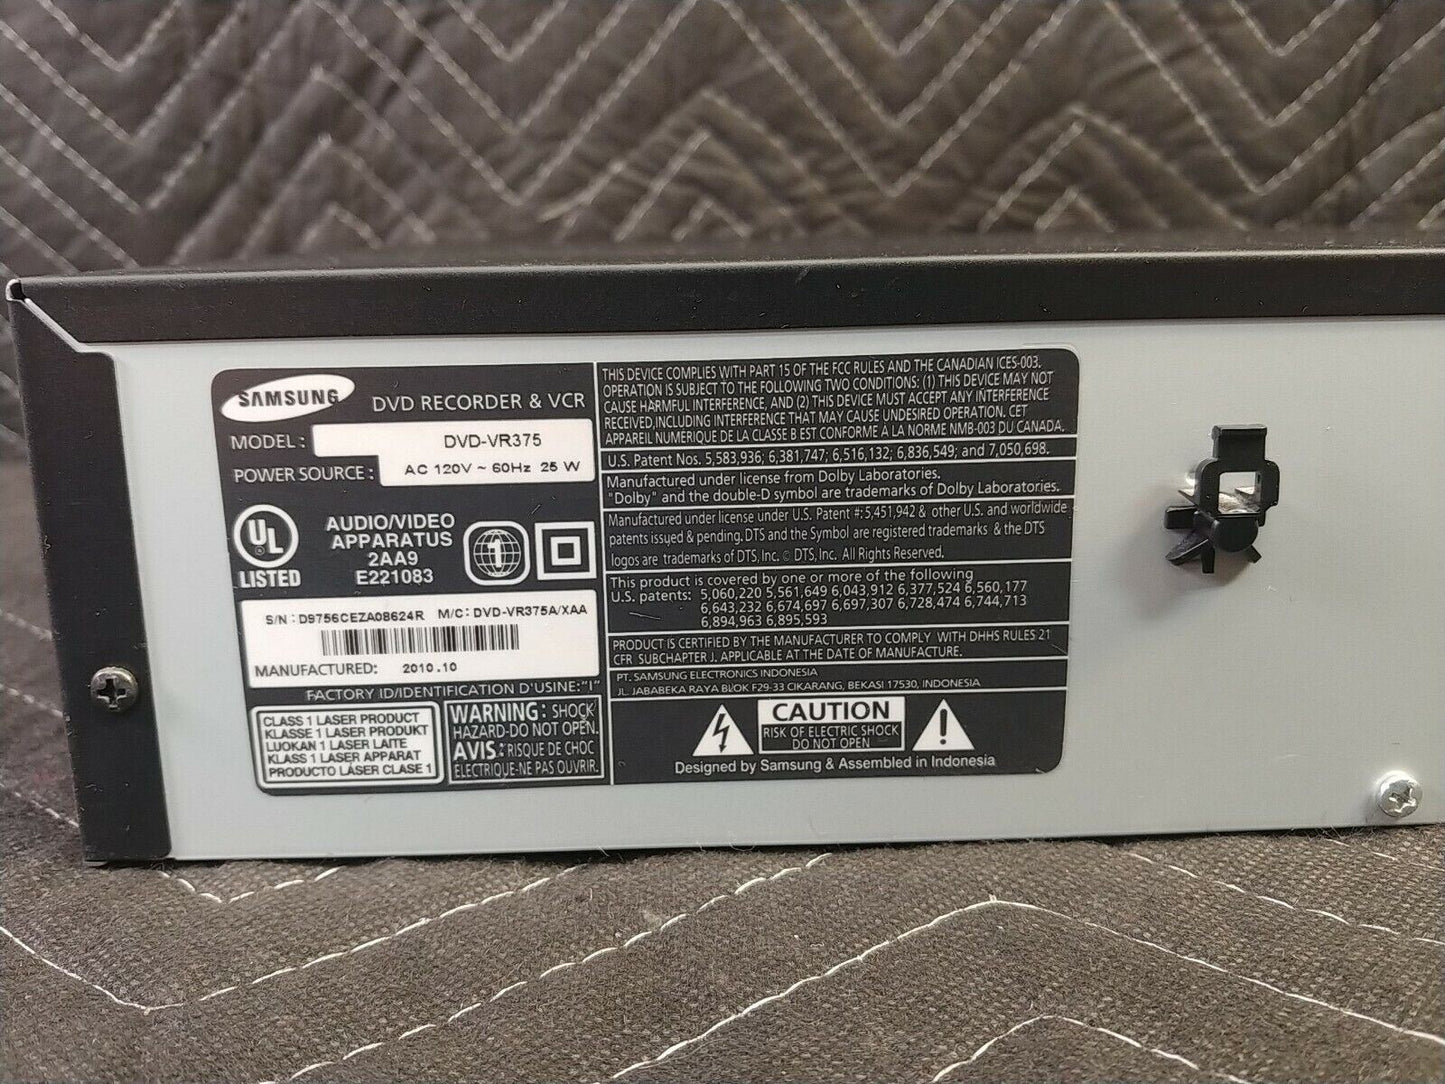 SAMSUNG DVD RECORDER & VCR
MODEL : DVD-VR375
POWER SOURCE : AC 120V ~ 60Hz 25 W
UL
LISTED
AUDIO/VIDEO
APPARATUS
2AA9
E221083
1
S/N : D9756CEZA08624R M/C: DVD-VR375A/XAA
MANUFACTURED: 2010.10
FACTORY ID/IDENTIFICATION D'USINE:"I"
CLASS 1 LASER PRODUCT
KLASSE 1 LASER PRODUKT
LUOKAN 1 LASER LAITE
KLASS 1 LASER APPARAT
PRODUCTO LÁSER CLASE 1
WARNING: SHOCK
HAZARD-DO NOT OPEN.
AVIS: RISQUE DE CHOC
ELECTRIQUE-NE PAS OUVRIR.
THIS DEVICE COMPLIES WITH PART 15 OF THE FCC RULES AND THE CANADIAN ICES-003.
OPERATION IS SUBJECT TO THE FOLLOWING TWO CONDITIONS: (1) THIS DEVICE MAY NOT
CAUSE HARMFUL INTERFERENCE, AND (2) THIS DEVICE MUST ACCEPT ANY INTERFERENCE
RECEIVED,INCLUDING INTERFERENCE THAT MAY CAUSE UNDESIRED OPERATION. CET
APPAREIL NUMÉRIQUE DE LA CLASSE B EST CONFORME A LA NORME NMB-003 DU CANADA.
U.S. Patent Nos. 5,583,936; 6,381,747; 6,516,132; 6,836,549; and 7,050,698.
Manufactured under license from Dolby Laboratories.
"Dolby" and the double-D symbol are trademarks of Dolby Laboratories.
Manufactured under license under U.S. Patent #:5,451,942 & other U.S. and worldwide
patents issued & pending. DTS and the Symbol are registered trademarks & the DTS
logos are trademarks of DTS, Inc. © DTS, Inc. All Rights Reserved.
This product is covered by one or more of the following
U.S. patents: 5,060,220 5,561,649 6,043,912 6,377,524 6,560,177
6,643,232 6,674,697 6,697,307 6,728,474 6,744,713
6,894,963 6,895,593
PRODUCT IS CERTIFIED BY THE MANUFACTURER TO COMPLY WITH DHHS RULES 21
CFR SUBCHAPTER J. APPLICABLE AT THE DATE OF MANUFACTURE.
PT. SAMSUNG ELECTRONICS INDONESIA
JL. JABABEKA RAYA BLOK F29-33 CIKARANG, BEKASI 17530, INDONESIA
CAUTION
RISK OF ELECTRIC SHOCK
DO NOT OPEN
Designed by Samsung & Assembled in Indonesia